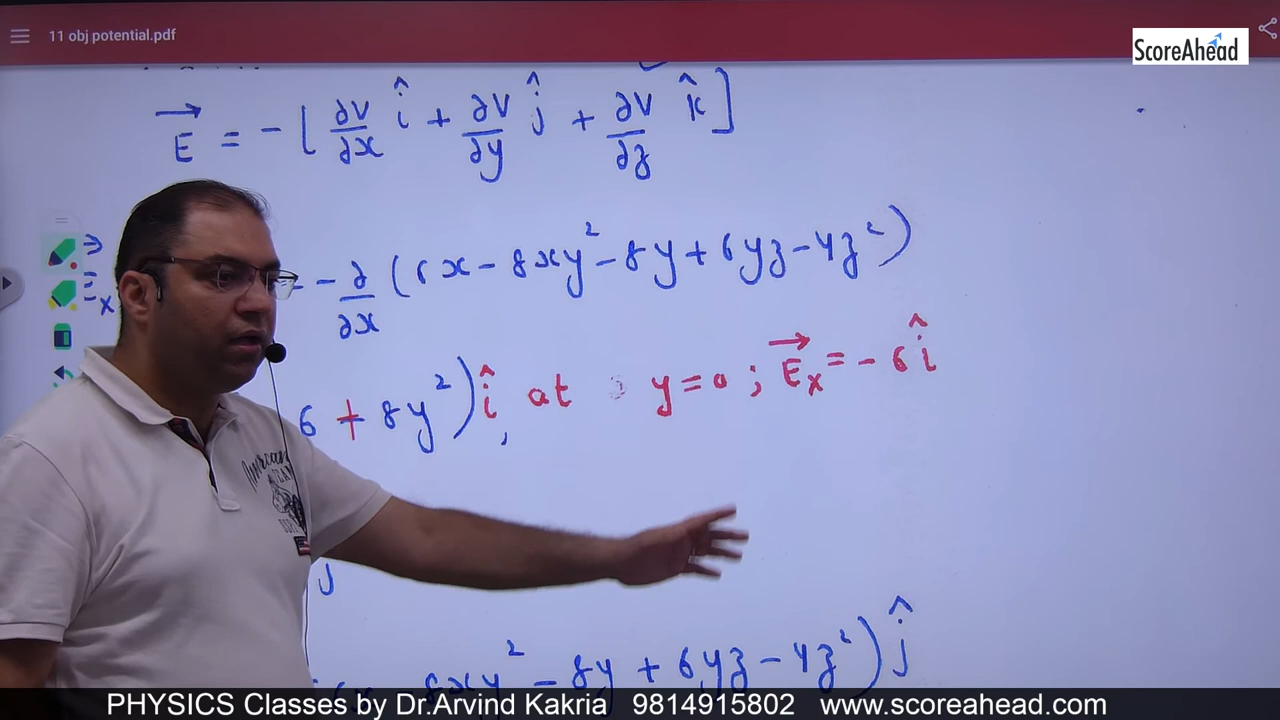 11 obj potential.pdf
ScoreAhead
E⃗ = - [ ∂V/∂x î + ∂V/∂y ĵ + ∂V/∂z k̂ ]
= - ∂/∂x (6x - 8xy² - 8y + 6yz - 4z²)
Ex
6 + 8y²) î , at y = 0 ; E⃗x = - 6 î
j
8xy² - 8y + 6yz - 4z²) ĵ
PHYSICS Classes by Dr.Arvind Kakria 9814915802 www.scoreahead.com